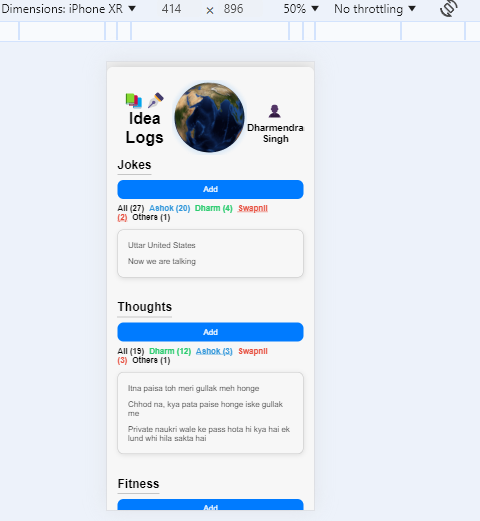 Dimensions: iPhone XR ▼ 414 × 896 50% ▼ No throttling ▼
Idea
Logs
Dharmendra
Singh
Jokes
Add
All (27) Ashok (20) Dharm (4) Swapnil
(2) Others (1)
Uttar United States
Now we are talking
Thoughts
Add
All (19) Dharm (12) Ashok (3) Swapnil
(3) Others (1)
Itna paisa toh meri gullak meh honge
Chhod na, kya pata paise honge iske gullak
me
Private naukri wale ke pass hota hi kya hai ek
lund whi hila sakta hai
Fitness
Add